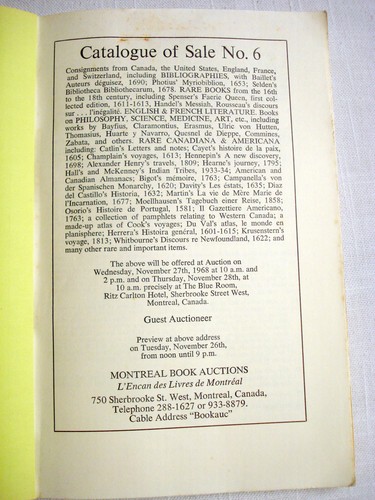 Catalogue of Sale No. 6
Consignments from Canada, the United States, England, France,
and Switzerland, including BIBLIOGRAPHIES, with Baillet's
Auteurs déguisez, 1690; Photius' Myriobiblion, 1653; Selden's
Bibliotheca Bibliothecarum, 1678. RARE BOOKS from the 16th
to the 18th century, including Spenser's Faerie Queen, first col-
lected edition, 1611-1613, Handel's Messiah, Rousseau's discours
sur . . . l'inégalité. ENGLISH & FRENCH LITERATURE. Books
on PHILOSOPHY, SCIENCE, MEDICINE, ART, etc., including
works by Bayfius, Claramontius, Erasmus, Ulric von Hutten,
Thomasius, Huarte y Navarro, Quesnel de Dieppe, Commines,
Zabata, and others. RARE CANADIANA & AMERICANA
including: Catlin's Letters and notes; Cayet's histoire de la paix,
1605; Champlain's voyages, 1613; Hennepin's A new discovery,
1698; Alexander Henry's travels, 1809; Hearne's journey, 1795;
Hall's and McKenney's Indian Tribes, 1933-34; American and
Canadian Almanacs; Bigot's mémoire, 1763; Campanella's von
der Spanischen Monarchy, 1620; Davity's Les éstats, 1635; Diaz
del Castillo's Historia, 1632; Martin's La vie de Mère Marie de
l'Incarnation, 1677; Moellhausen's Tagebuch einer Reise, 1858;
Osorio's Histoire de Portugal, 1581; Il Gazettiere Americano,
1763; a collection of pamphlets relating to Western Canada; a
made-up atlas of Cook's voyages; Du Val's atlas, le monde en
planisphere; Herrera's Histoira général, 1601-1615; Krusenstern's
voyage, 1813; Whitbourne's Discours re Newfoundland, 1622; and
many other rare and important items.
The above will be offered at Auction on
Wednesday, November 27th, 1968 at 10 a.m. and
2 p.m. and on Thursday, November 28th, at
10 a.m. precisely at The Blue Room,
Ritz Carlton Hotel, Sherbrooke Street West,
Montreal, Canada.
Guest Auctioneer
Preview at above address
on Tuesday, November 26th,
from noon until 9 p.m.
MONTREAL BOOK AUCTIONS
L'Encan des Livres de Montréal
750 Sherbrooke St. West, Montreal, Canada,
Telephone 288-1627 or 933-8879.
Cable Address "Bookauc"